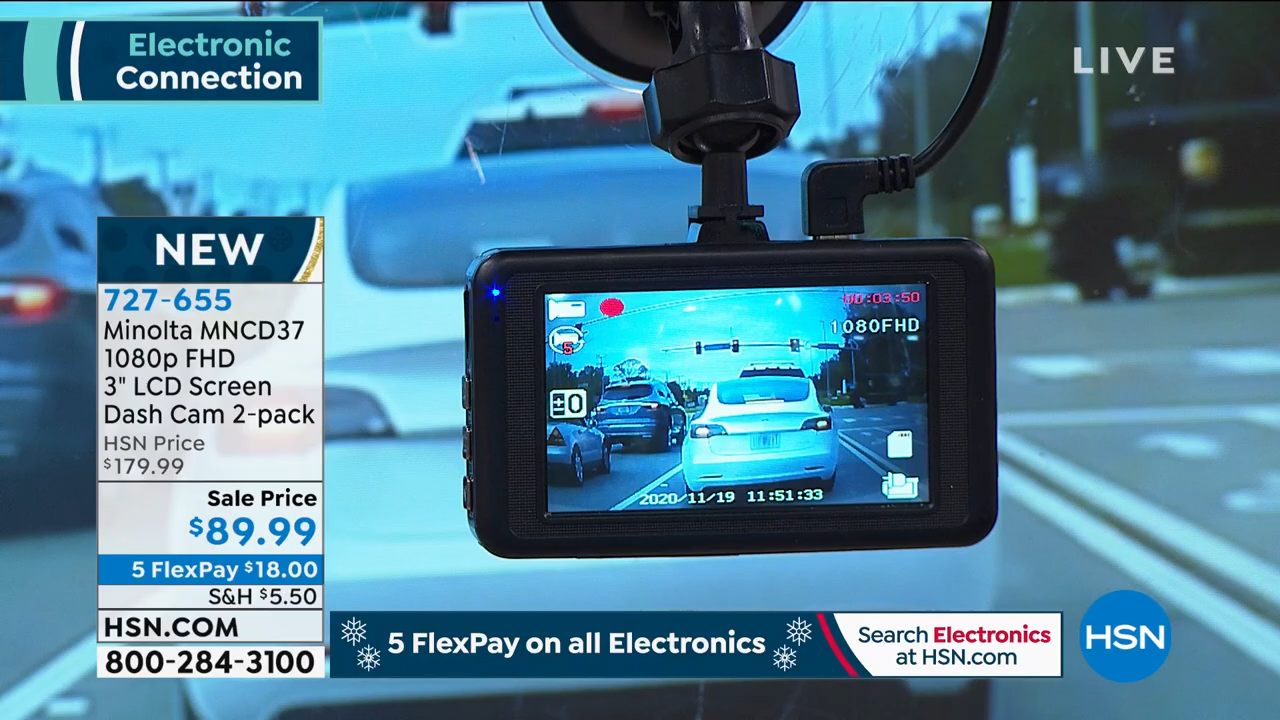 Electronic
Connection
LIVE
NEW
727-655
Minolta MNCD37
1080p FHD
3" LCD Screen
Dash Cam 2-pack
HSN Price
$179.99
Sale Price
$89.99
5 FlexPay $18.00
S&H $5.50
HSN.COM
800-284-3100
00:03:50
1080FHD
5
±0
2020/11/19 11:51:33
5 FlexPay on all Electronics
Search Electronics
at HSN.com
HSN